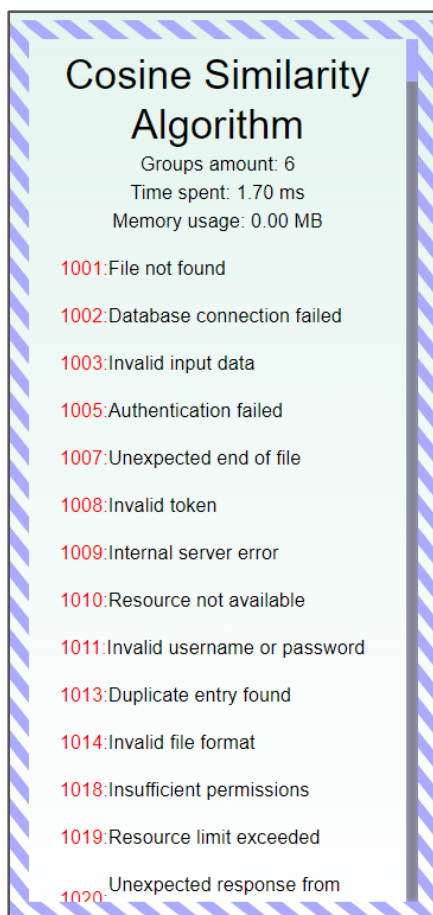 Cosine Similarity
Algorithm
Groups amount: 6
Time spent: 1.70 ms
Memory usage: 0.00 MB
1001:File not found
1002:Database connection failed
1003:Invalid input data
1005:Authentication failed
1007:Unexpected end of file
1008:Invalid token
1009:Internal server error
1010:Resource not available
1011:Invalid username or password
1013:Duplicate entry found
1014:Invalid file format
1018:Insufficient permissions
1019:Resource limit exceeded
1020:Unexpected response from